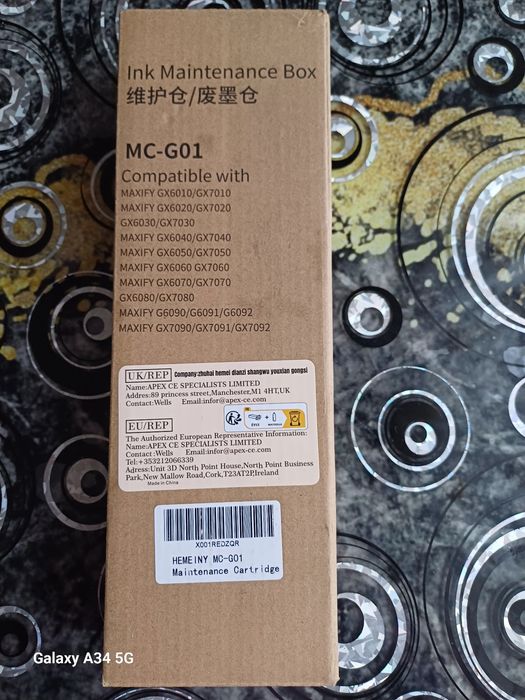 Ink Maintenance Box
维护仓/废墨仓
MC-G01
Compatible with
MAXIFY GX6010/GX7010
MAXIFY GX6020/GX7020
GX6030/GX7030
MAXIFY GX6040/GX7040
MAXIFY GX6050/GX7050
MAXIFY GX6060 GX7060
MAXIFY GX6070/GX7070
GX6080/GX7080
MAXIFY G6090/G6091/G6092
MAXIFY GX7090/GX7091/GX7092
UK/REP Company:zhuhai hemei dianzi shangwu youxian gongsi
Name:APEX CE SPECIALISTS LIMITED
Addres:89 princess street,Manchester,M1 4HT,UK
Contact:Wells Email:infor@apex-ce.com
EU/REP
The Authorized European Representative Information:
Name:APEX CE SPECIALISTS LIMITED
Contact:Wells Email:infor@apex-ce.com
Tel:+353212066339
Adress:Unit 3D North Point House,North Point Business
Park,New Mallow Road,Cork,T23AT2P,Ireland
Made in China
X001REDZQR
HEMEINY MC-G01
Maintenance Cartridge
Galaxy A34 5G